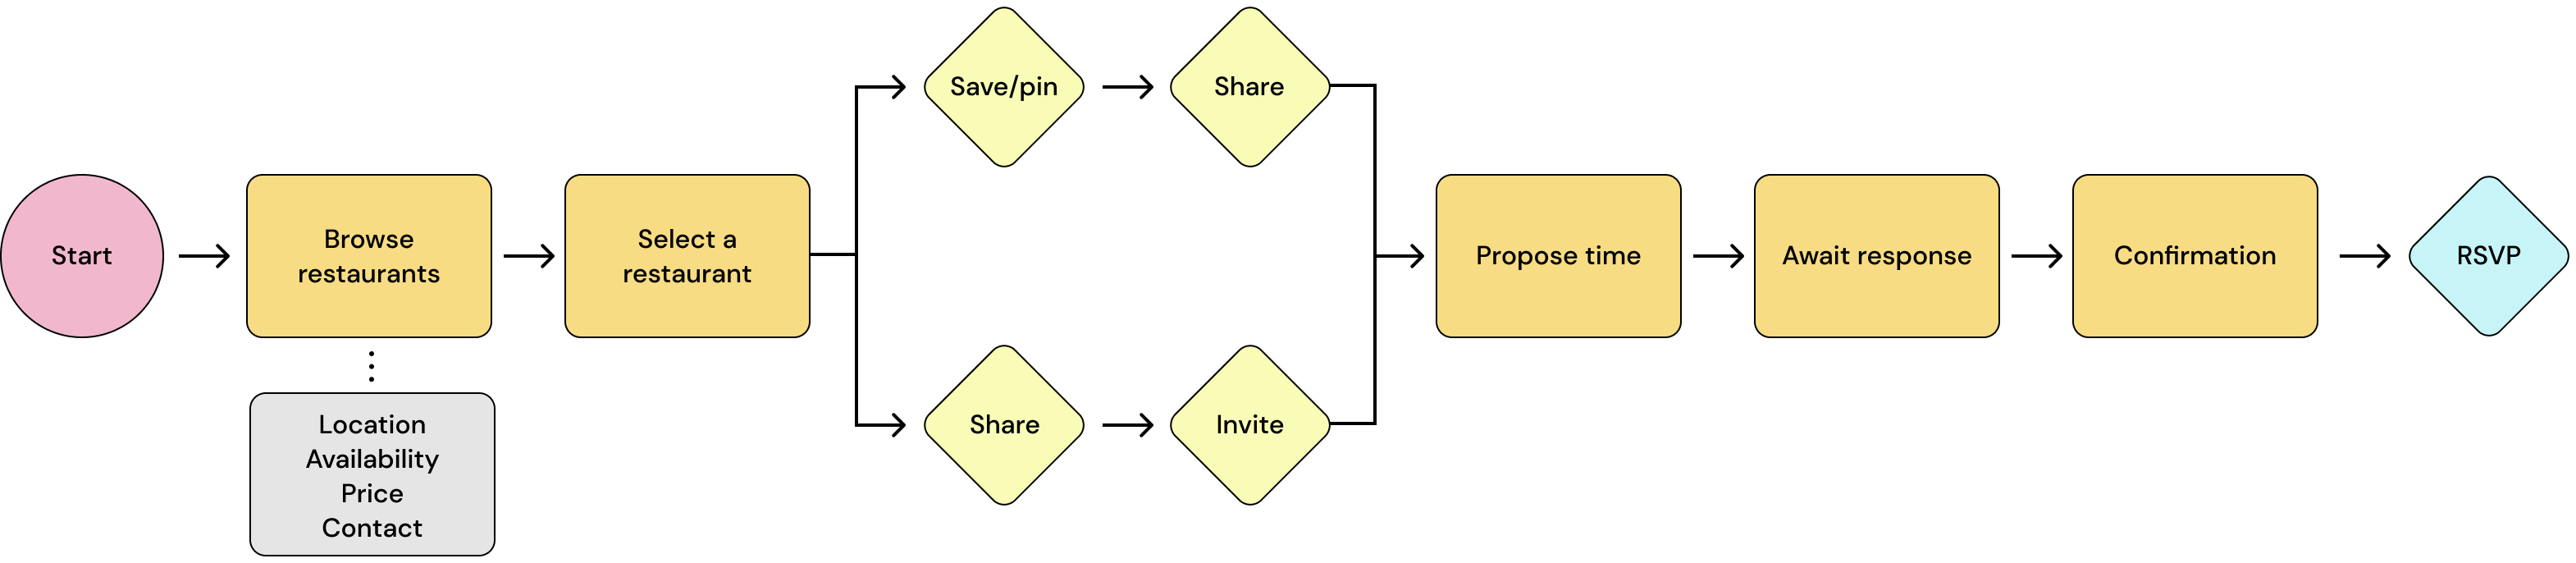 Start
Browse
restaurants
Location
Availability
Price
Contact
Select a
restaurant
Save/pin
Share
Share
Invite
Propose time
Await response
Confirmation
RSVP